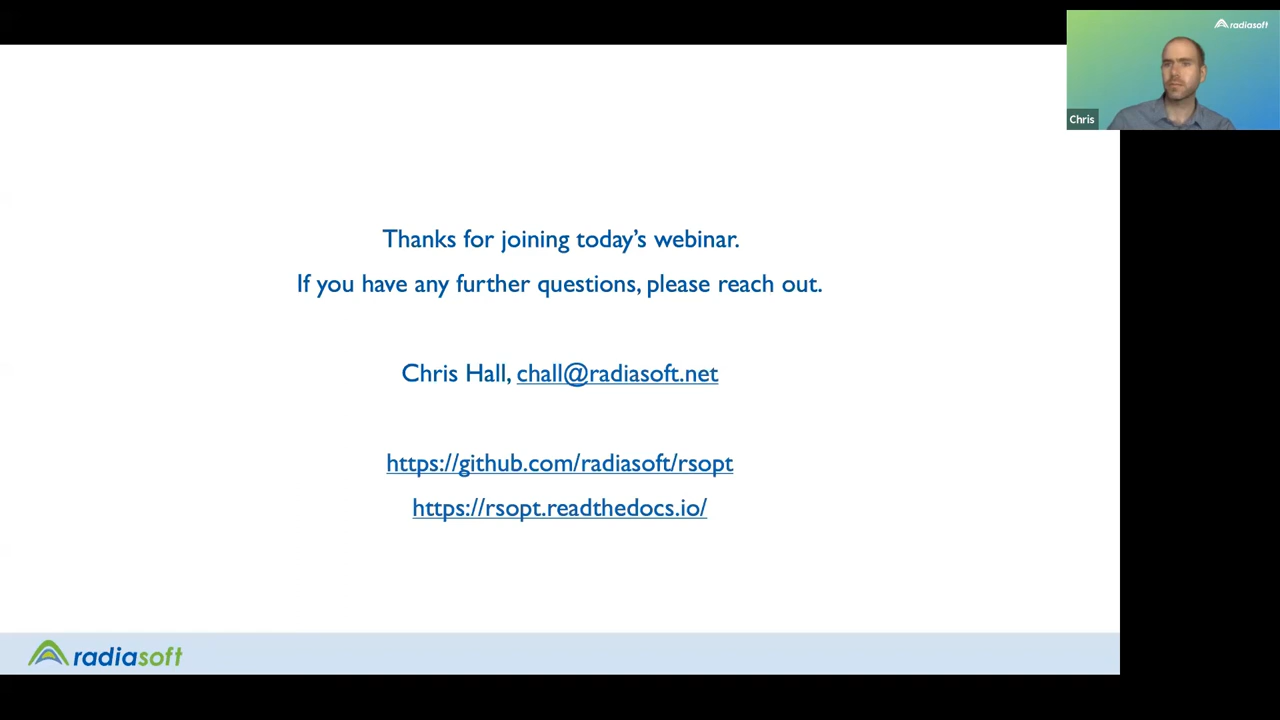 radiasoft
Chris
Thanks for joining today's webinar.
If you have any further questions, please reach out.
Chris Hall, chall@radiasoft.net
https://github.com/radiasoft/rsopt
https://rsopt.readthedocs.io/
radiasoft